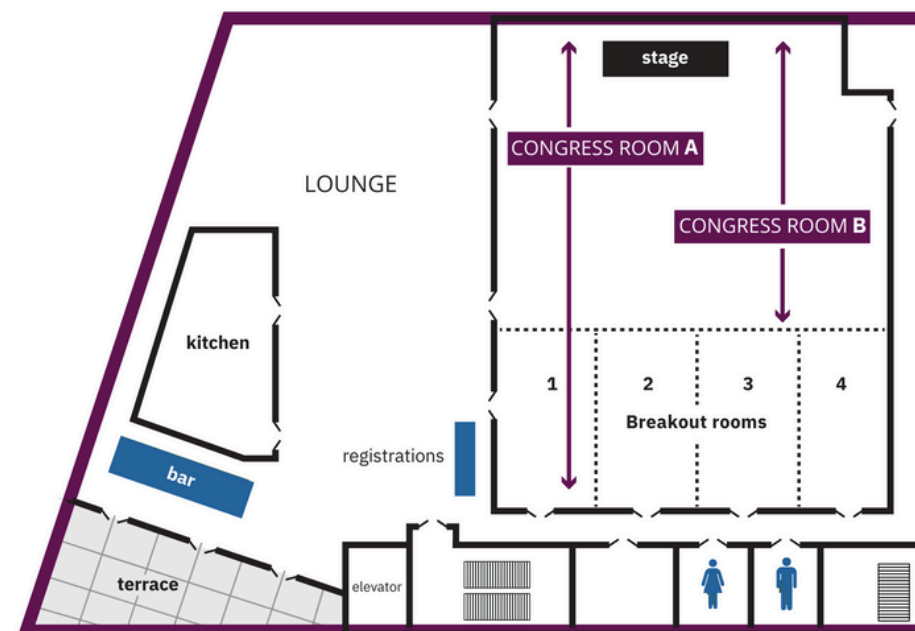 stage
CONGRESS ROOM A
LOUNGE
CONGRESS ROOM B
kitchen
1
2
3
4
Breakout rooms
registrations
bar
terrace
elevator